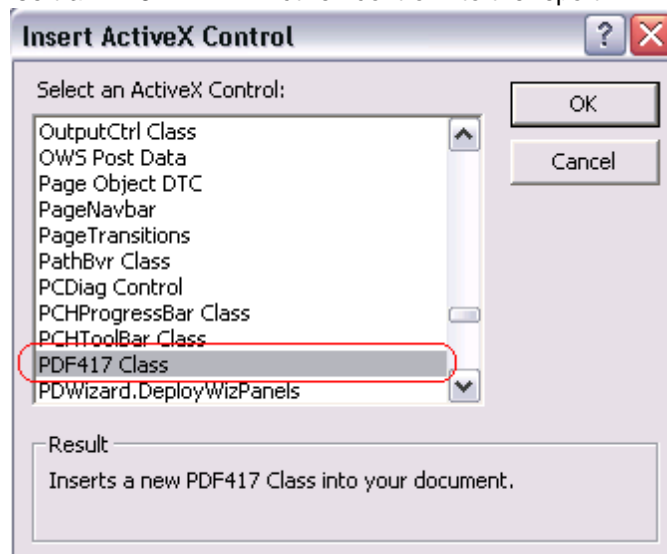 Insert ActiveX Control
Select an ActiveX Control:
OK
OutputCtrl Class
OWS Post Data
Cancel
Page Object DTC
PageNavbar
PageTransitions
PathBvr Class
PCDiag Control
PCHProgressBar Class
PCHToolBar Class
PDF417 Class
PDWizard.DeployWizPanels
Result
Inserts a new PDF417 Class into your document.